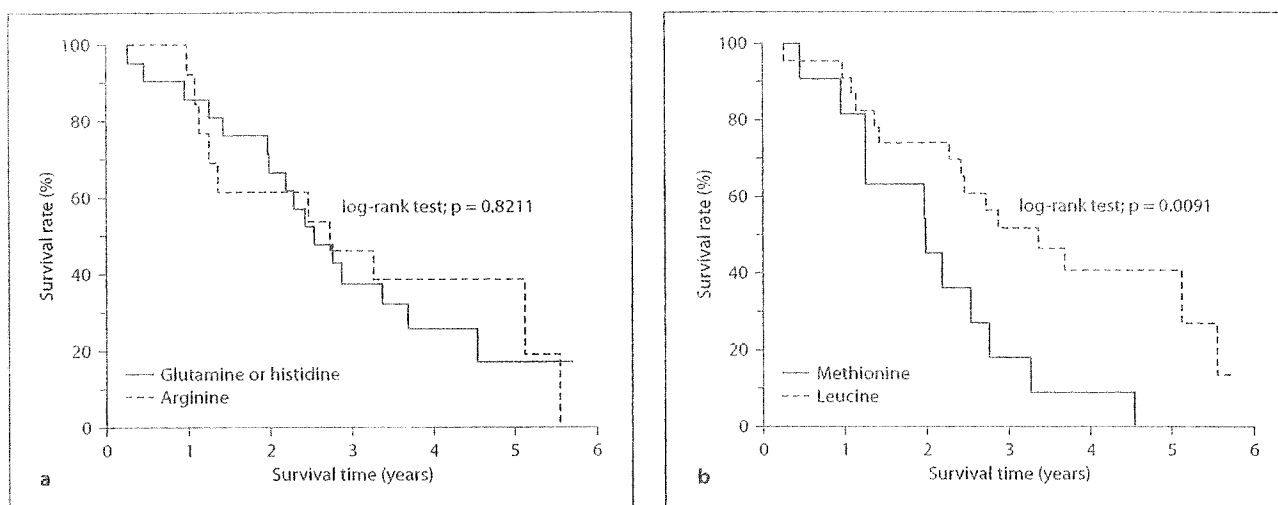 100
80
60
40
20
0
Survival rate (%)
log-rank test; p = 0.8211
Glutamine or histidine
Arginine
0 1 2 3 4 5 6
Survival time (years)
a
100
80
60
40
20
0
Survival rate (%)
log-rank test; p = 0.0091
Methionine
Leucine
0 1 2 3 4 5 6
Survival time (years)
b